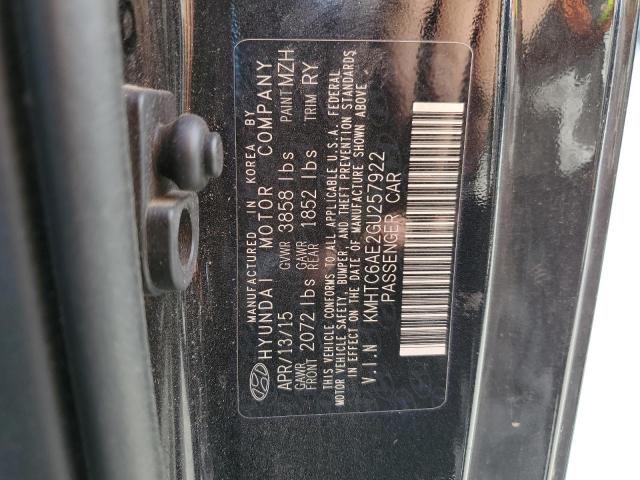 MANUFACTURED IN KOREA BY
HYUNDAI MOTOR COMPANY
APR/13/15 GVWR 3858 lbs PAINT MZH
GAWR FRONT 2072 lbs GAWR REAR 1852 lbs TRIM RY
THIS VEHICLE CONFORMS TO ALL APPLICABLE U.S.A. FEDERAL
MOTOR VEHICLE SAFETY, BUMPER, AND THEFT PREVENTION STANDARDS
IN EFFECT ON THE DATE OF MANUFACTURE SHOWN ABOVE.
V.I.N KMHTC6AE2GU257922
PASSENGER CAR